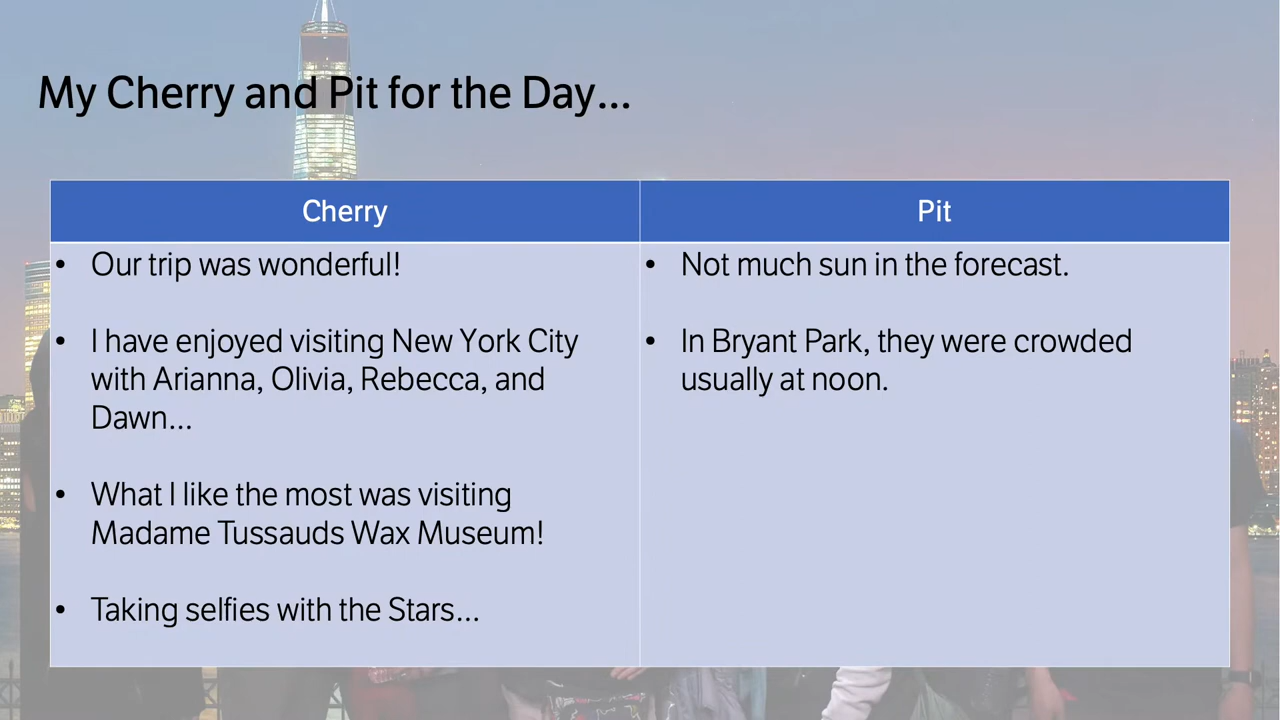 My Cherry and Pit for the Day...
Cherry
Pit
• Our trip was wonderful!
• I have enjoyed visiting New York City
with Arianna, Olivia, Rebecca, and
Dawn...
• What I like the most was visiting
Madame Tussauds Wax Museum!
• Taking selfies with the Stars...
• Not much sun in the forecast.
• In Bryant Park, they were crowded
usually at noon.